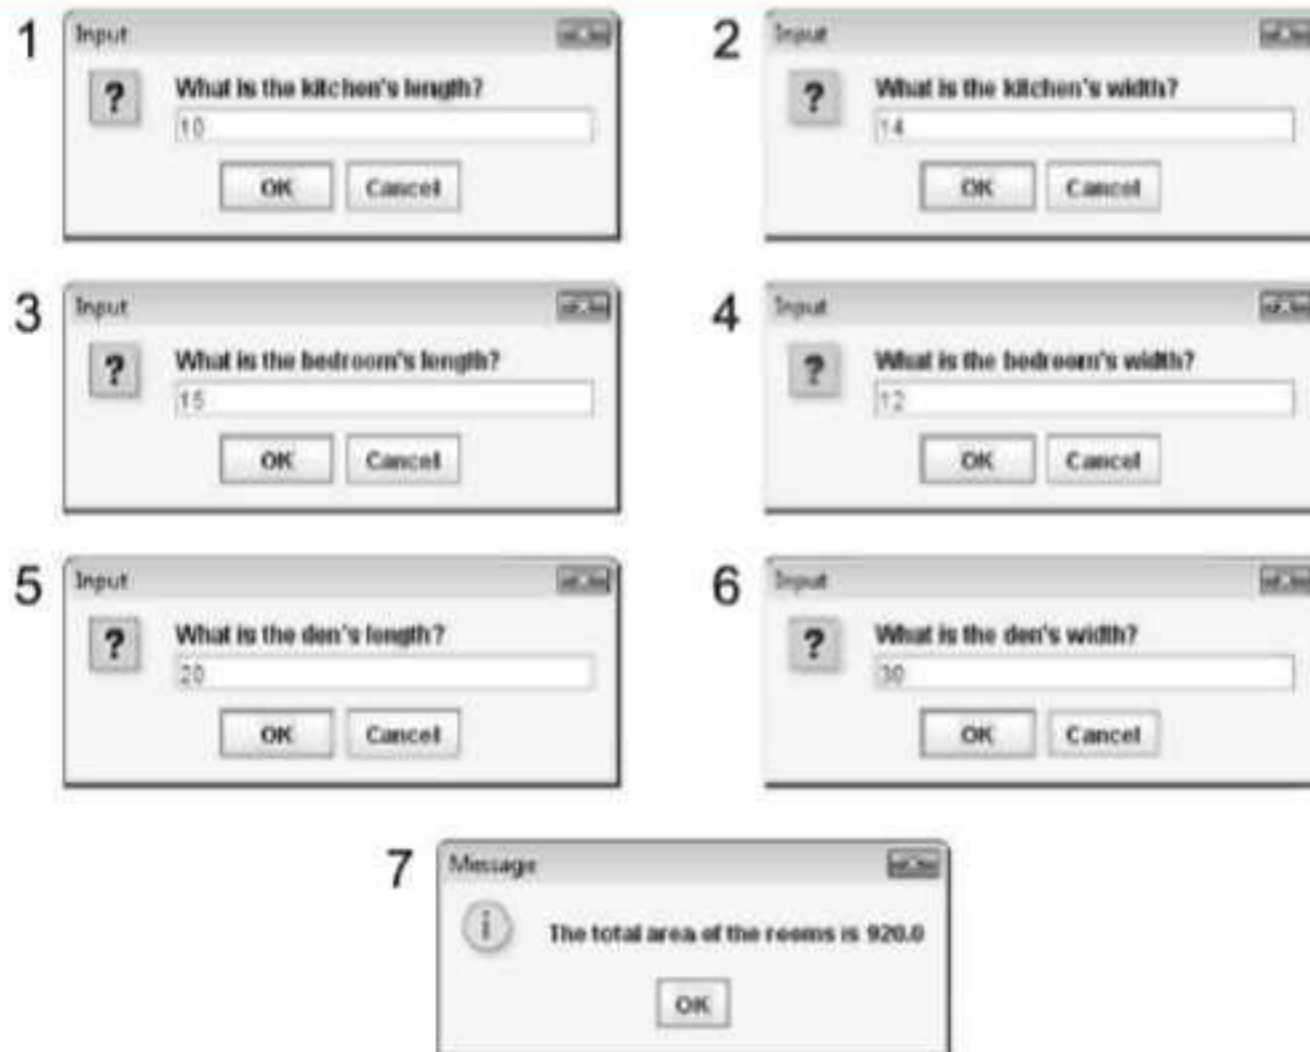 1
Input
What is the kitchen's length?
10
OK Cancel
2
Input
What is the kitchen's width?
14
OK Cancel
3
Input
What is the bedroom's length?
15
OK Cancel
4
Input
What is the bedroom's width?
12
OK Cancel
5
Input
What is the den's length?
20
OK Cancel
6
Input
What is the den's width?
30
OK Cancel
7
Message
The total area of the rooms is 920.0
OK